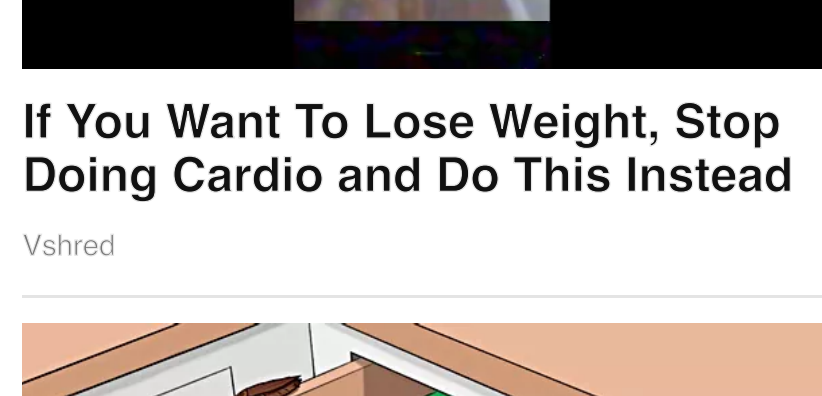 If You Want To Lose Weight, Stop
Doing Cardio and Do This Instead
Vshred